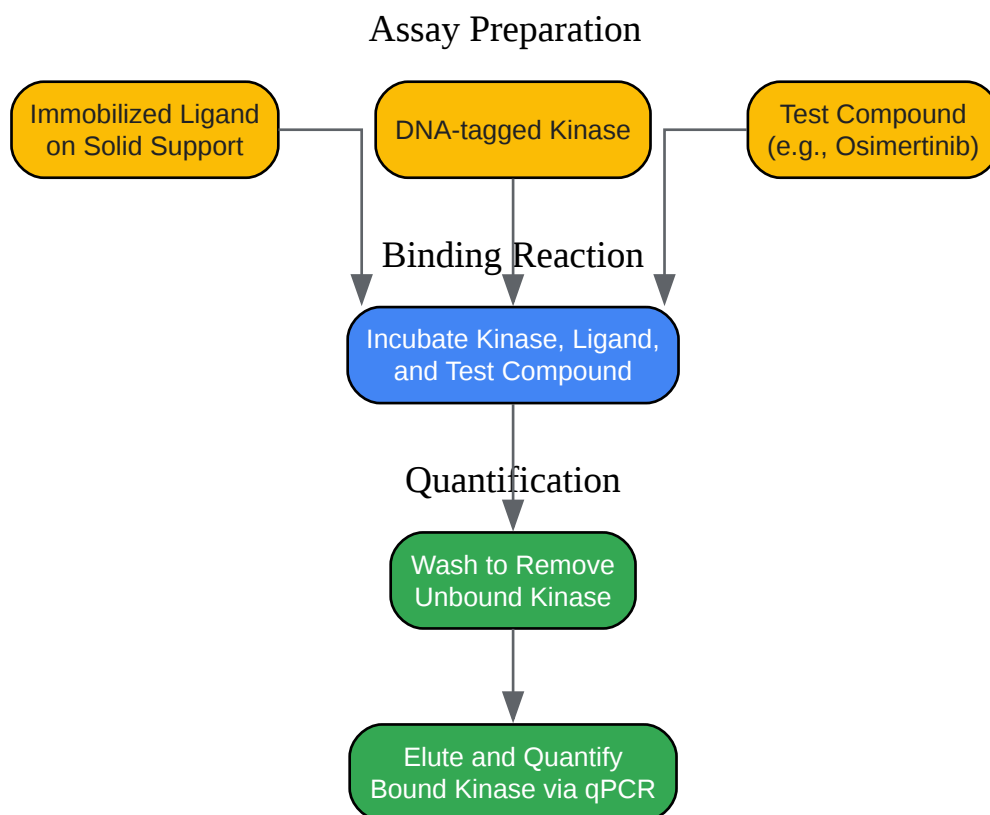 Assay Preparation
Immobilized Ligand
on Solid Support
DNA-tagged Kinase
Test Compound
(e.g., Osimertinib)
Binding Reaction
Incubate Kinase, Ligand,
and Test Compound
Quantification
Wash to Remove
Unbound Kinase
Elute and Quantify
Bound Kinase via qPCR